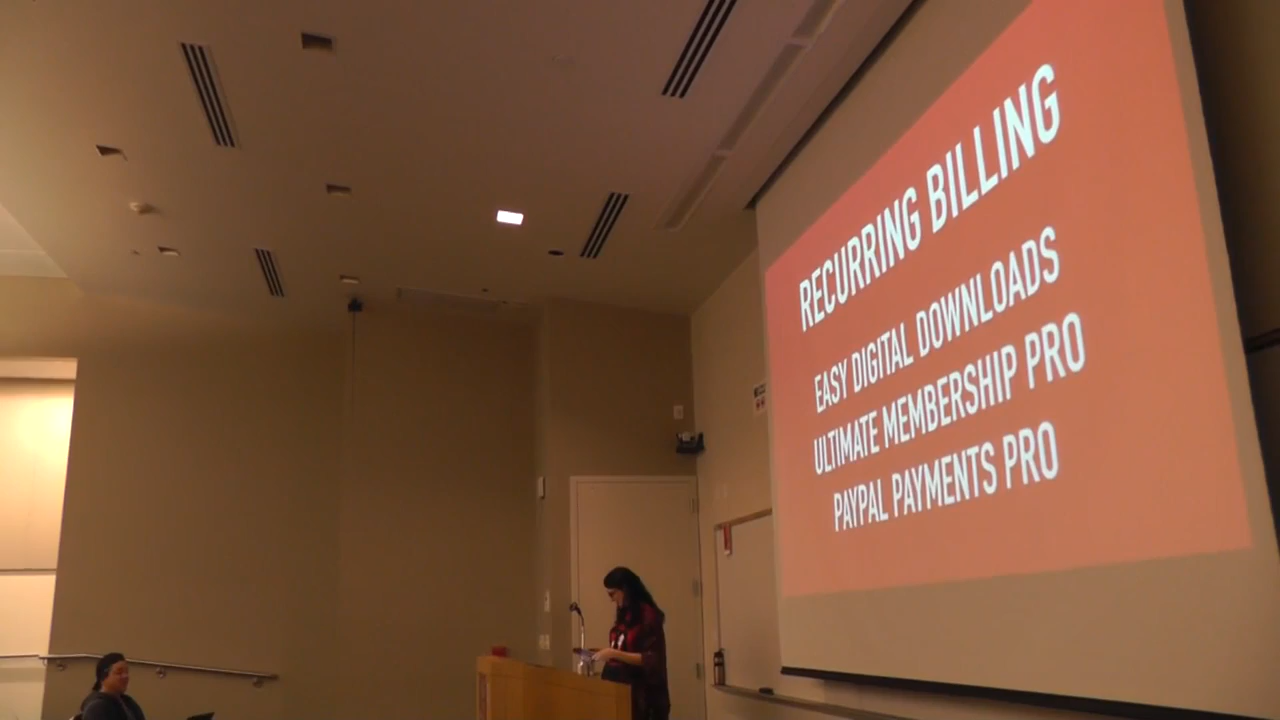 RECURRING BILLING
EASY DIGITAL DOWNLOADS
ULTIMATE MEMBERSHIP PRO
PAYPAL PAYMENTS PRO